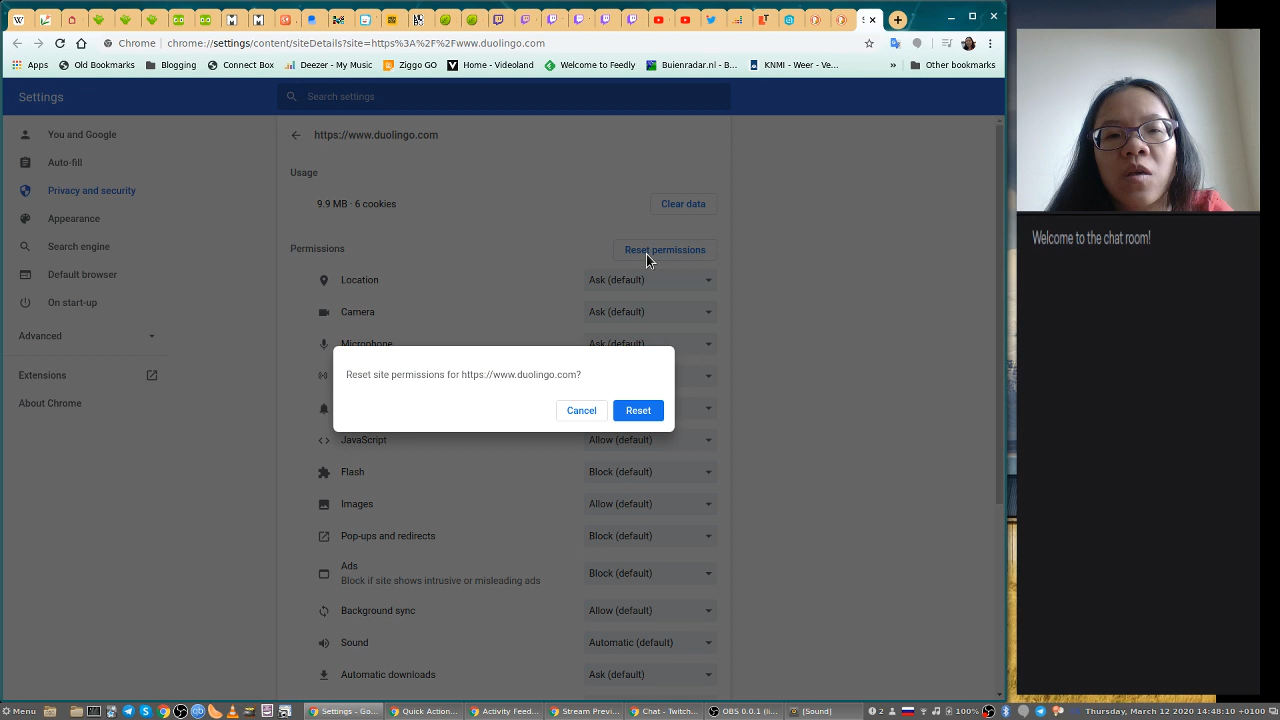 S
Chrome | chrome://settings/content/siteDetails?site=https%3A%2F%2Fwww.duolingo.com
Apps
Old Bookmarks
Blogging
Connect Box
Deezer - My Music
Ziggo GO
Home - Videoland
Welcome to Feedly
Buienradar.nl - B...
KNMI - Weer - Ve...
»
Other bookmarks
Settings
Search settings
You and Google
Auto-fill
Privacy and security
Appearance
Search engine
Default browser
On start-up
Advanced
Extensions
About Chrome
https://www.duolingo.com
Usage
9.9 MB · 6 cookies
Clear data
Permissions
Reset permissions
Location Ask (default)
Camera Ask (default)
Microphone Ask (default)
Reset site permissions for https://www.duolingo.com?
Cancel Reset
JavaScript Allow (default)
Flash Block (default)
Images Allow (default)
Pop-ups and redirects Block (default)
Ads
Block if site shows intrusive or misleading ads
Block (default)
Background sync Allow (default)
Sound Automatic (default)
Automatic downloads Ask (default)
Welcome to the chat room!
Menu
Settings - Go...
Quick Action...
Activity Feed...
Stream Previ...
Chat - Twitch...
OBS 0.0.1 (li...
(Sound)
2
100%
Thursday, March 12 2020, 14:48:10 +0100